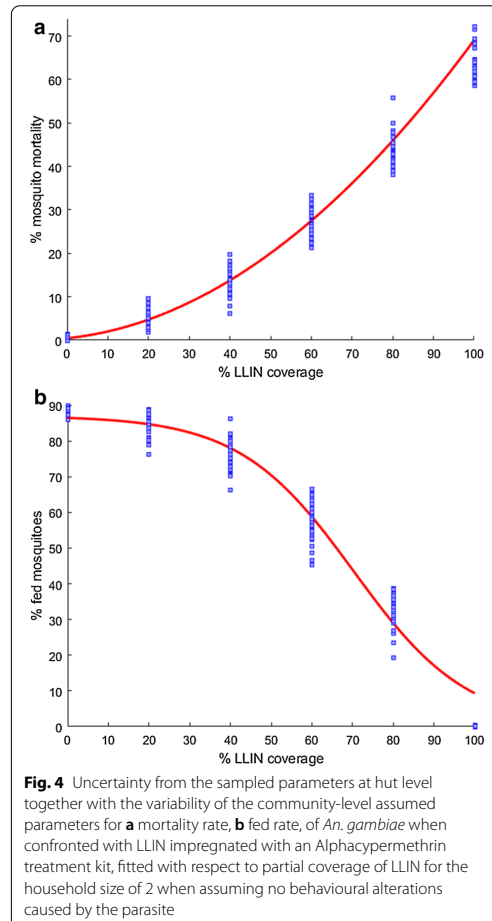 a
70
60
50
40
30
20
10
0
% mosquito mortality
0 10 20 30 40 50 60 70 80 90 100
% LLIN coverage
b
90
80
70
60
50
40
30
20
10
0
% fed mosquitoes
0 10 20 30 40 50 60 70 80 90 100
% LLIN coverage
Fig. 4 Uncertainty from the sampled parameters at hut level
together with the variability of the community-level assumed
parameters for a mortality rate, b fed rate, of An. gambiae when
confronted with LLIN impregnated with an Alphacypermethrin
treatment kit, fitted with respect to partial coverage of LLIN for the
household size of 2 when assuming no behavioural alterations
caused by the parasite